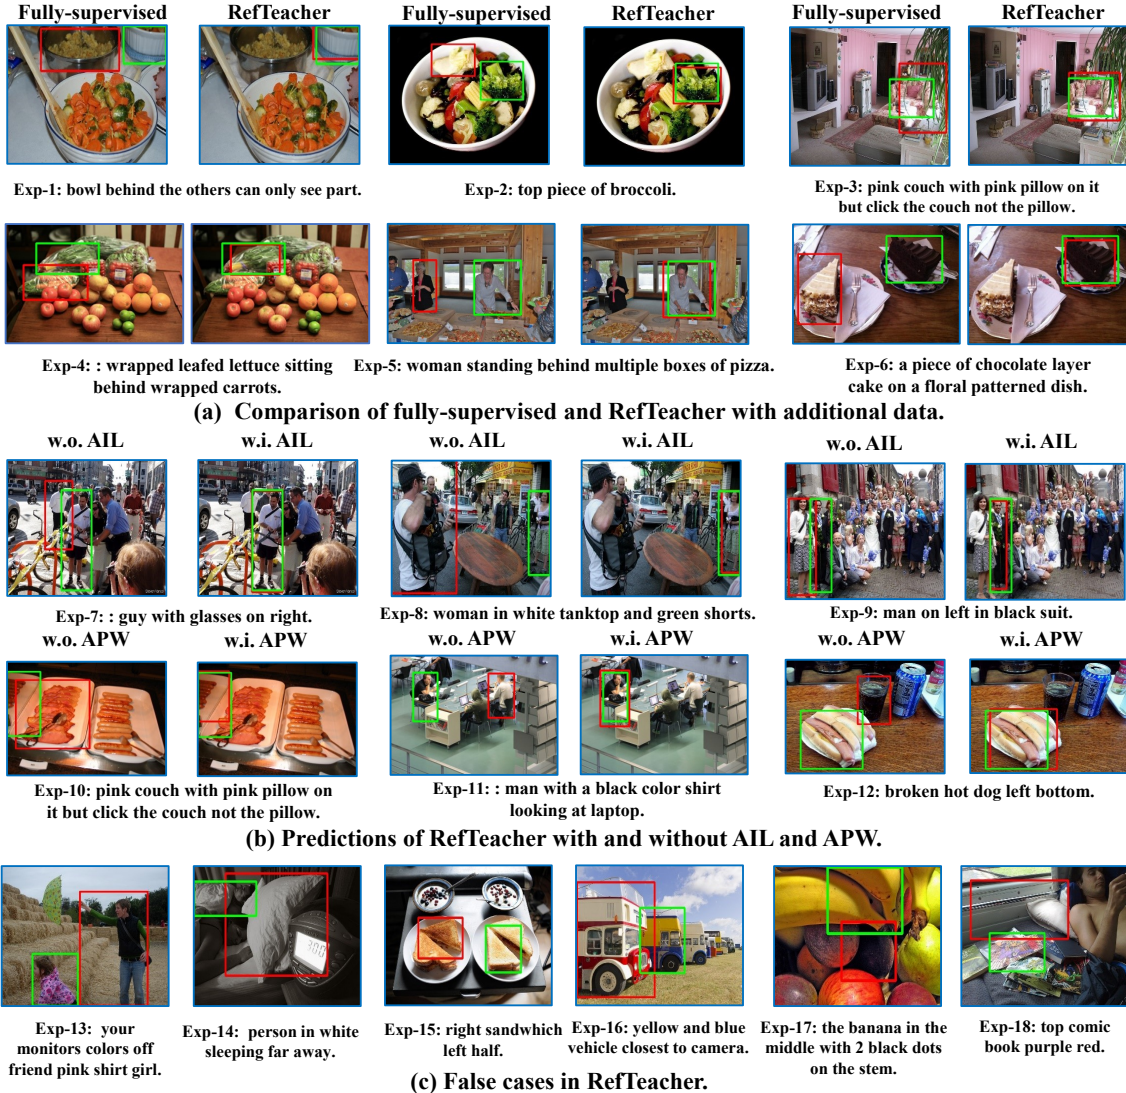 Fully-supervised RefTeacher Fully-supervised RefTeacher Fully-supervised RefTeacher
Exp-1: bowl behind the others can only see part.
Exp-2: top piece of broccoli.
Exp-3: pink couch with pink pillow on it
but click the couch not the pillow.
Exp-4: : wrapped leafed lettuce sitting
behind wrapped carrots.
Exp-5: woman standing behind multiple boxes of pizza.
Exp-6: a piece of chocolate layer
cake on a floral patterned dish.
(a) Comparison of fully-supervised and RefTeacher with additional data.
w.o. AIL w.i. AIL w.o. AIL w.i. AIL w.o. AIL w.i. AIL
Exp-7: : guy with glasses on right.
Exp-8: woman in white tanktop and green shorts.
Exp-9: man on left in black suit.
w.o. APW w.i. APW w.o. APW w.i. APW w.o. APW w.i. APW
Exp-10: pink couch with pink pillow on
it but click the couch not the pillow.
Exp-11: : man with a black color shirt
looking at laptop.
Exp-12: broken hot dog left bottom.
(b) Predictions of RefTeacher with and without AIL and APW.
Exp-13: your
monitors colors off
friend pink shirt girl.
Exp-14: person in white
sleeping far away.
Exp-15: right sandwhich
left half.
Exp-16: yellow and blue
vehicle closest to camera.
Exp-17: the banana in the
middle with 2 black dots
on the stem.
Exp-18: top comic
book purple red.
(c) False cases in RefTeacher.